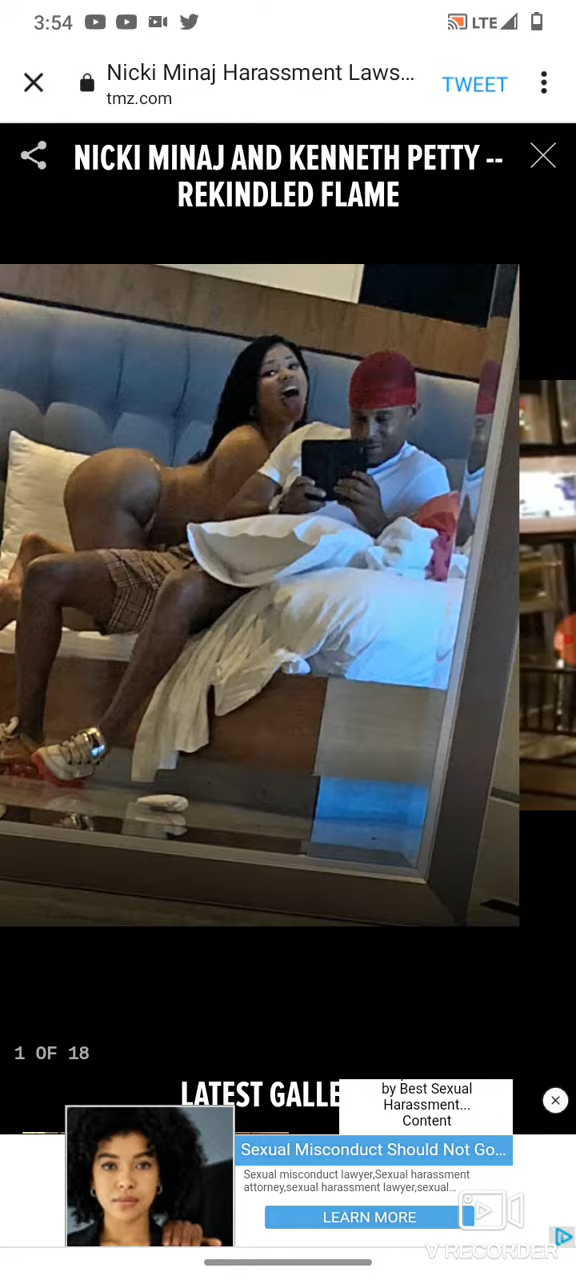 3:54
LTE
Nicki Minaj Harassment Laws...
tmz.com
TWEET
NICKI MINAJ AND KENNETH PETTY --
REKINDLED FLAME
1 OF 18
LATEST GALLE
by Best Sexual
Harassment...
Content
Sexual Misconduct Should Not Go...
Sexual misconduct lawyer,Sexual harassment
attorney,sexual harassment lawyer,sexual...
LEARN MORE
V RECORDER